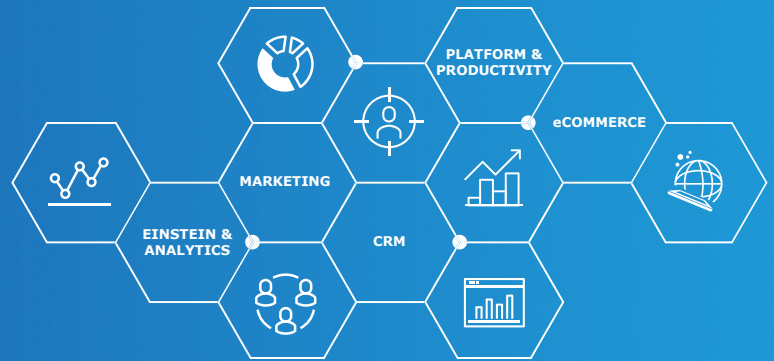 PLATFORM &
PRODUCTIVITY
eCOMMERCE
MARKETING
EINSTEIN &
ANALYTICS
CRM